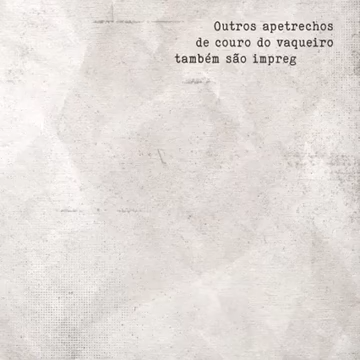 Outros apetrechos
de couro do vaqueiro
também são impreg